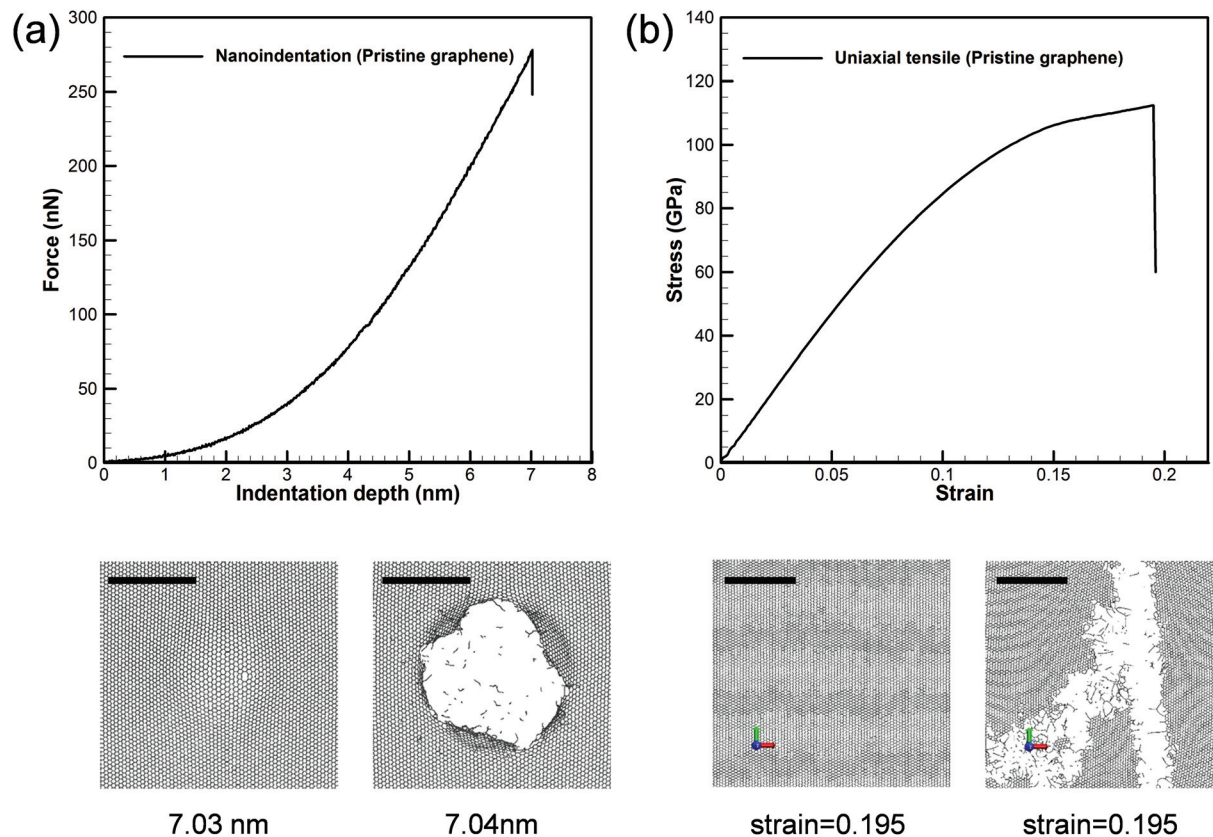 (a)
Nanoindentation (Pristine graphene)
Force (nN)
300
250
200
150
100
50
0
0 1 2 3 4 5 6 7 8
Indentation depth (nm)
(b)
Uniaxial tensile (Pristine graphene)
Stress (GPa)
140
120
100
80
60
40
20
0
0 0.05 0.1 0.15 0.2
Strain
7.03 nm
7.04nm
strain=0.195
strain=0.195